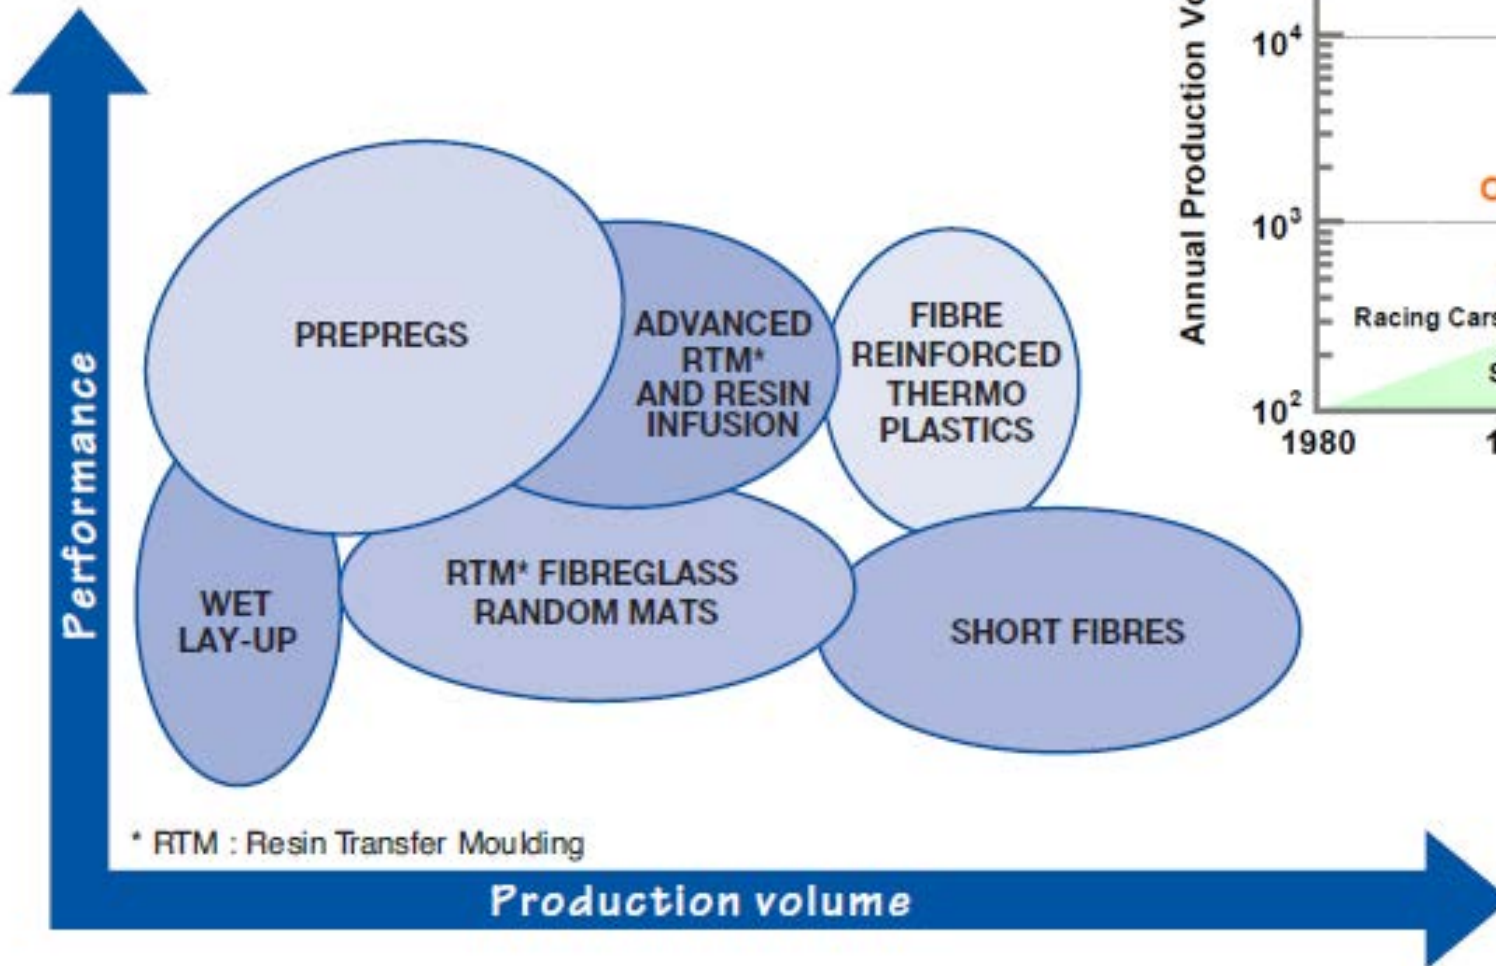 Performance
PREPREGS
ADVANCED
RTM*
AND RESIN
INFUSION
FIBRE
REINFORCED
THERMO
PLASTICS
WET
LAY-UP
RTM* FIBREGLASS
RANDOM MATS
SHORT FIBRES
* RTM : Resin Transfer Moulding
Production volume
Annual Production
10⁴
10³
Racing Cars
10²
1980